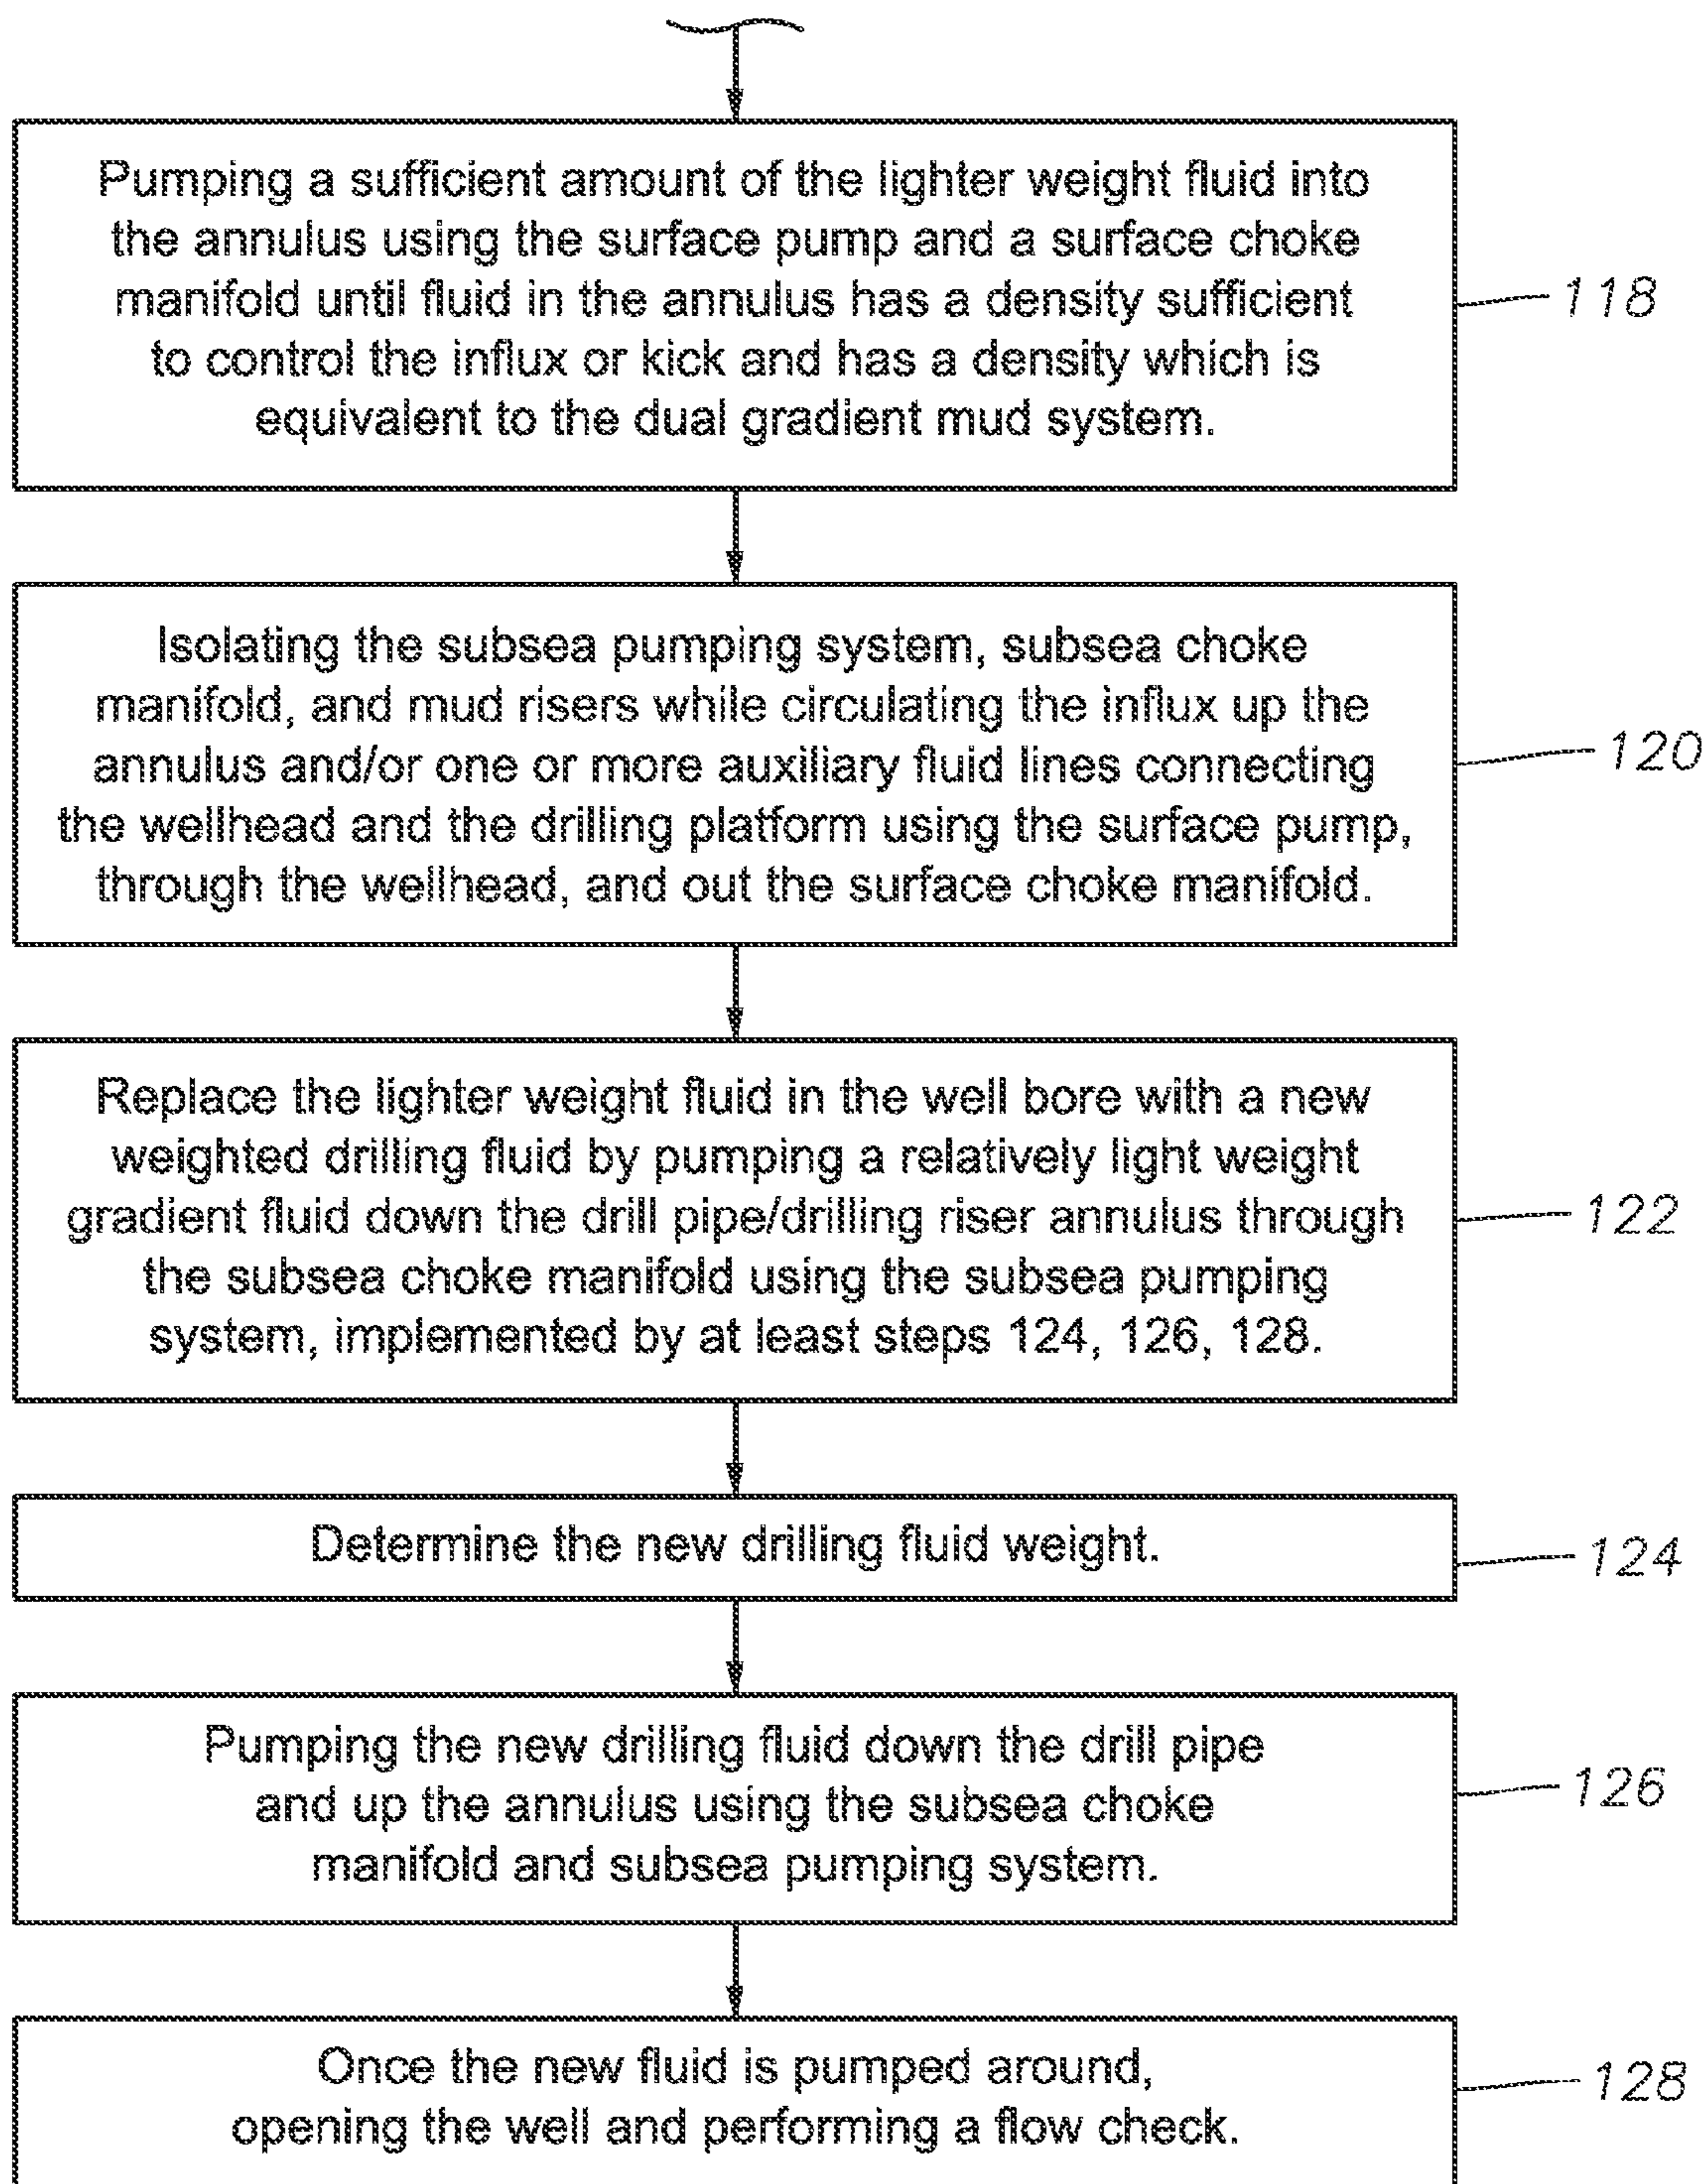 Pumping a sufficient amount of the lighter weight fluid into
the annulus using the surface pump and a surface choke
manifold until fluid in the annulus has a density sufficient
to control the influx or kick and has a density which is
equivalent to the dual gradient mud system.
118
Isolating the subsea pumping system, subsea choke
manifold, and mud risers while circulating the influx up the
annulus and/or one or more auxiliary fluid lines connecting
the wellhead and the drilling platform using the surface pump,
through the wellhead, and out the surface choke manifold.
120
Replace the lighter weight fluid in the well bore with a new
weighted drilling fluid by pumping a relatively light weight
gradient fluid down the drill pipe/drilling riser annulus through
the subsea choke manifold using the subsea pumping
system, implemented by at least steps 124, 126, 128.
122
Determine the new drilling fluid weight.
124
Pumping the new drilling fluid down the drill pipe
and up the annulus using the subsea choke
manifold and subsea pumping system.
126
Once the new fluid is pumped around,
opening the well and performing a flow check.
128